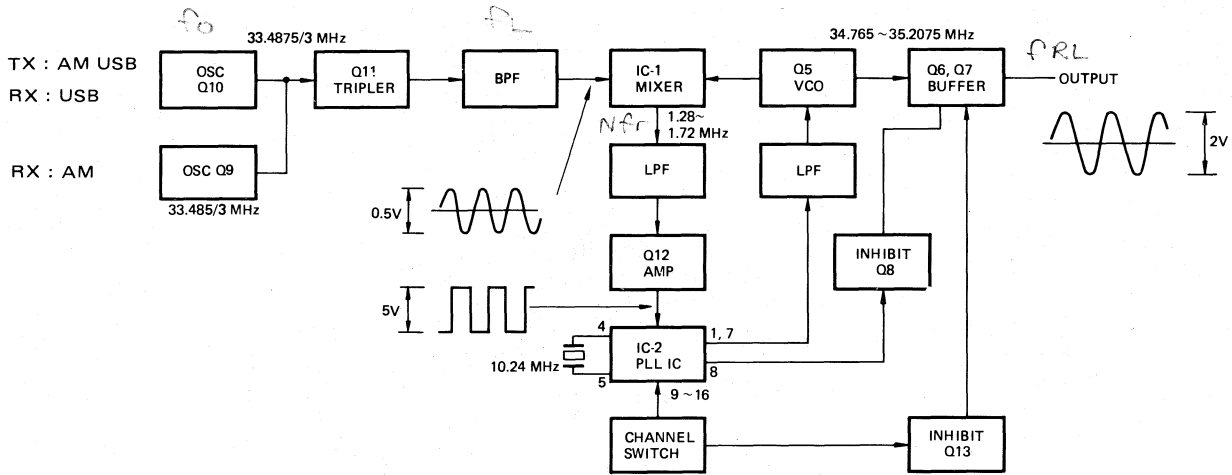 fo
fL
33.4875/3 MHz
34.765 ~ 35.2075 MHz
fRL
TX : AM USB
RX : USB
OSC
Q10
Q11
TRIPLER
BPF
IC-1
MIXER
Q5
VCO
Q6, Q7
BUFFER
OUTPUT
Nfr
1.28~
1.72 MHz
2V
RX : AM
OSC Q9
33.485/3 MHz
LPF
LPF
0.5V
Q12
AMP
INHIBIT
Q8
5V
4
1, 7
IC-2
PLL IC
10.24 MHz
5
8
9 ~ 16
CHANNEL
SWITCH
INHIBIT
Q13